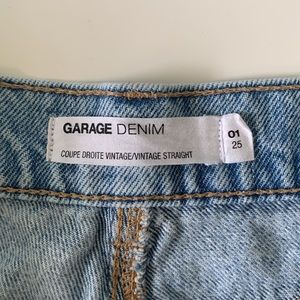 GARAGE DENIM
COUPE DROITE VINTAGE/VINTAGE STRAIGHT
01
25